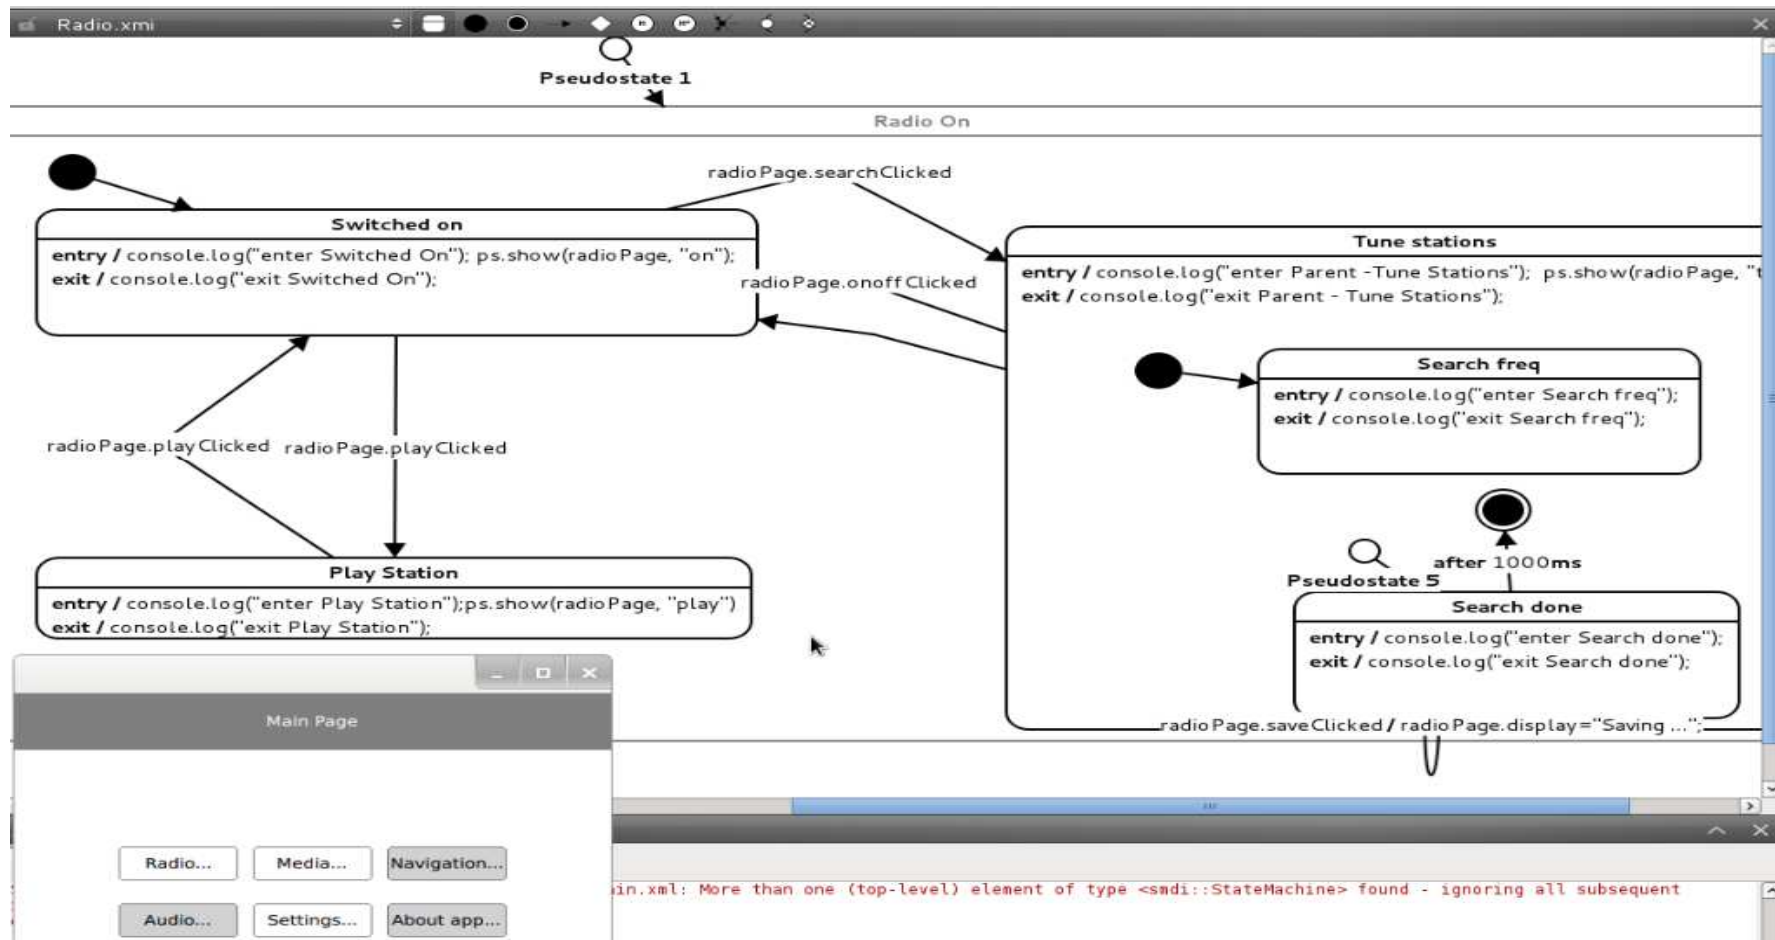 Radio.xmi
Pseudostate 1
Radio On
radioPage.searchClicked
Switched on
entry / console.log("enter Switched On"); ps.show(radioPage, "on");
exit / console.log("exit Switched On");
radioPage.onoffClicked
Tune stations
entry / console.log("enter Parent -Tune Stations"); ps.show(radioPage, "t
exit / console.log("exit Parent - Tune Stations");
Search freq
entry / console.log("enter Search freq");
exit / console.log("exit Search freq");
radioPage.playClicked
radioPage.playClicked
after 1000ms
Pseudostate 5
Play Station
entry / console.log("enter Play Station");ps.show(radioPage, "play")
exit / console.log("exit Play Station");
Search done
entry / console.log("enter Search done");
exit / console.log("exit Search done");
radioPage.saveClicked / radioPage.display="Saving ...";
Main Page
Radio...
Media...
Navigation...
Audio...
Settings...
About app...
in.xml: More than one (top-level) element of type <smdi::StateMachine> found - ignoring all subsequent